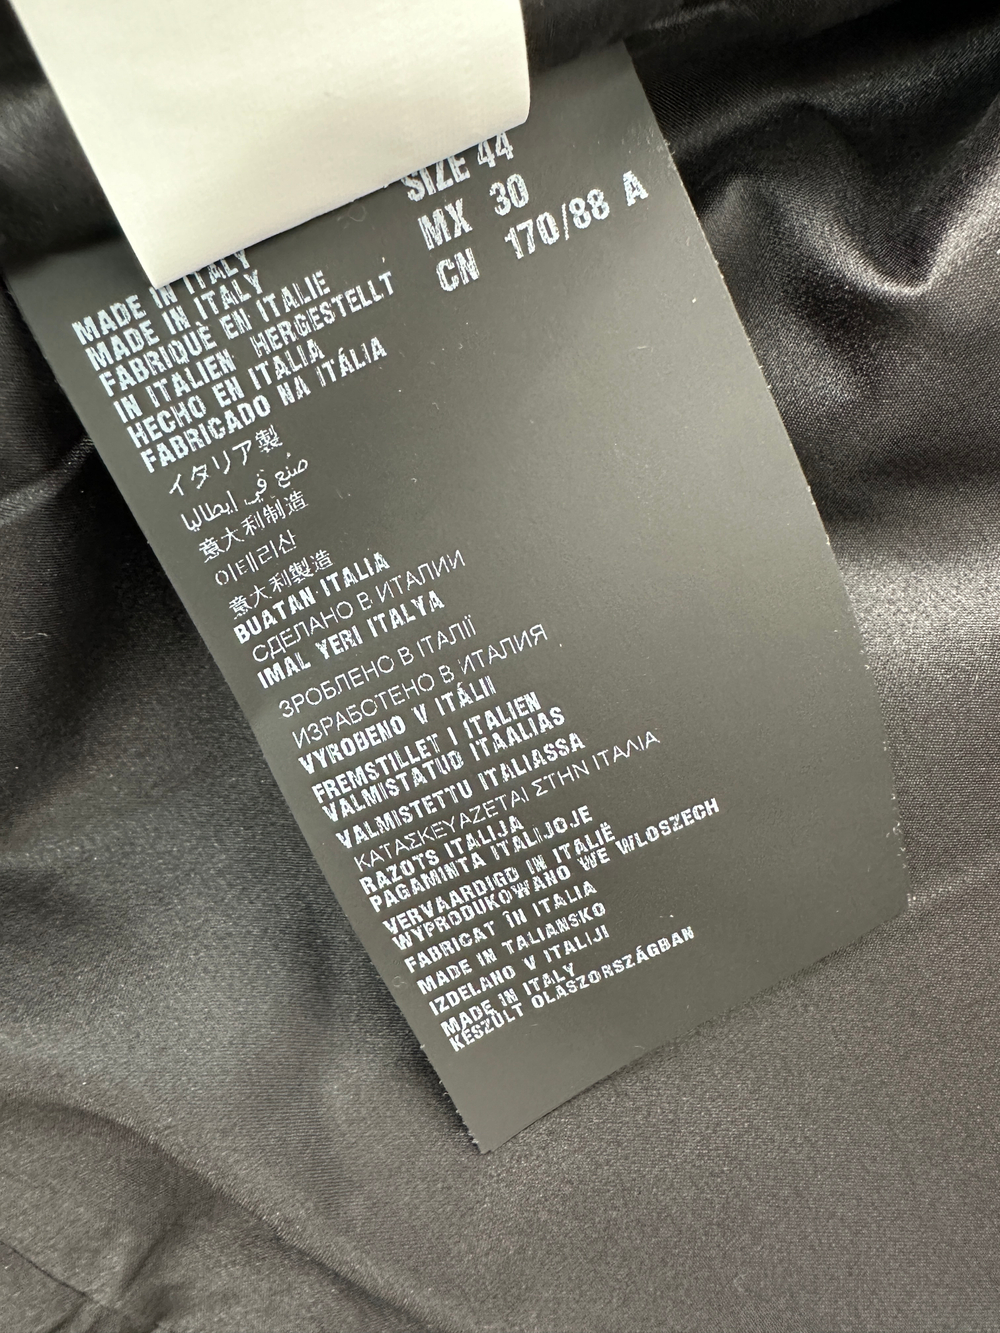 SIZE 44
MX 30
CN 170/88 A
MADE IN ITALY
MADE IN ITALY
FABRIQUÉ EN ITALIE
IN ITALIEN HERGESTELLT
HECHO EN ITALIA
FABRICADO NA ITÁLIA
イタリア製
صنع في ايطاليا
意大利制造
이태리산
意大利製造
BUATAN ITALIA
СДЕЛАНО В ИТАЛИИ
IMAL YERI ITALYA
ЗРОБЛЕНО В ІТАЛІЇ
ИЗРАБОТЕНО В ИТАЛИЯ
VYROBENO V ITÁLII
FREMSTILLET I ITALIEN
VALMISTATUD ITAALIAS
VALMISTETTU ITALIASSA
ΚΑΤΑΣΚΕΥΑΖΕΤΑΙ ΣΤΗΝ ΙΤΑΛΙΑ
RAZOTS ITALIJA
PAGAMINTA ITALIJOJE
VERVAARDIGD IN ITALIË
WYPRODUKOWANO WE WLOSZECH
FABRICAT ÎN ITALIA
MADE IN TALIANSKO
IZDELANO V ITALIJI
MADE IN ITALY
KÉSZÜLT OLASZORSZÁGBAN